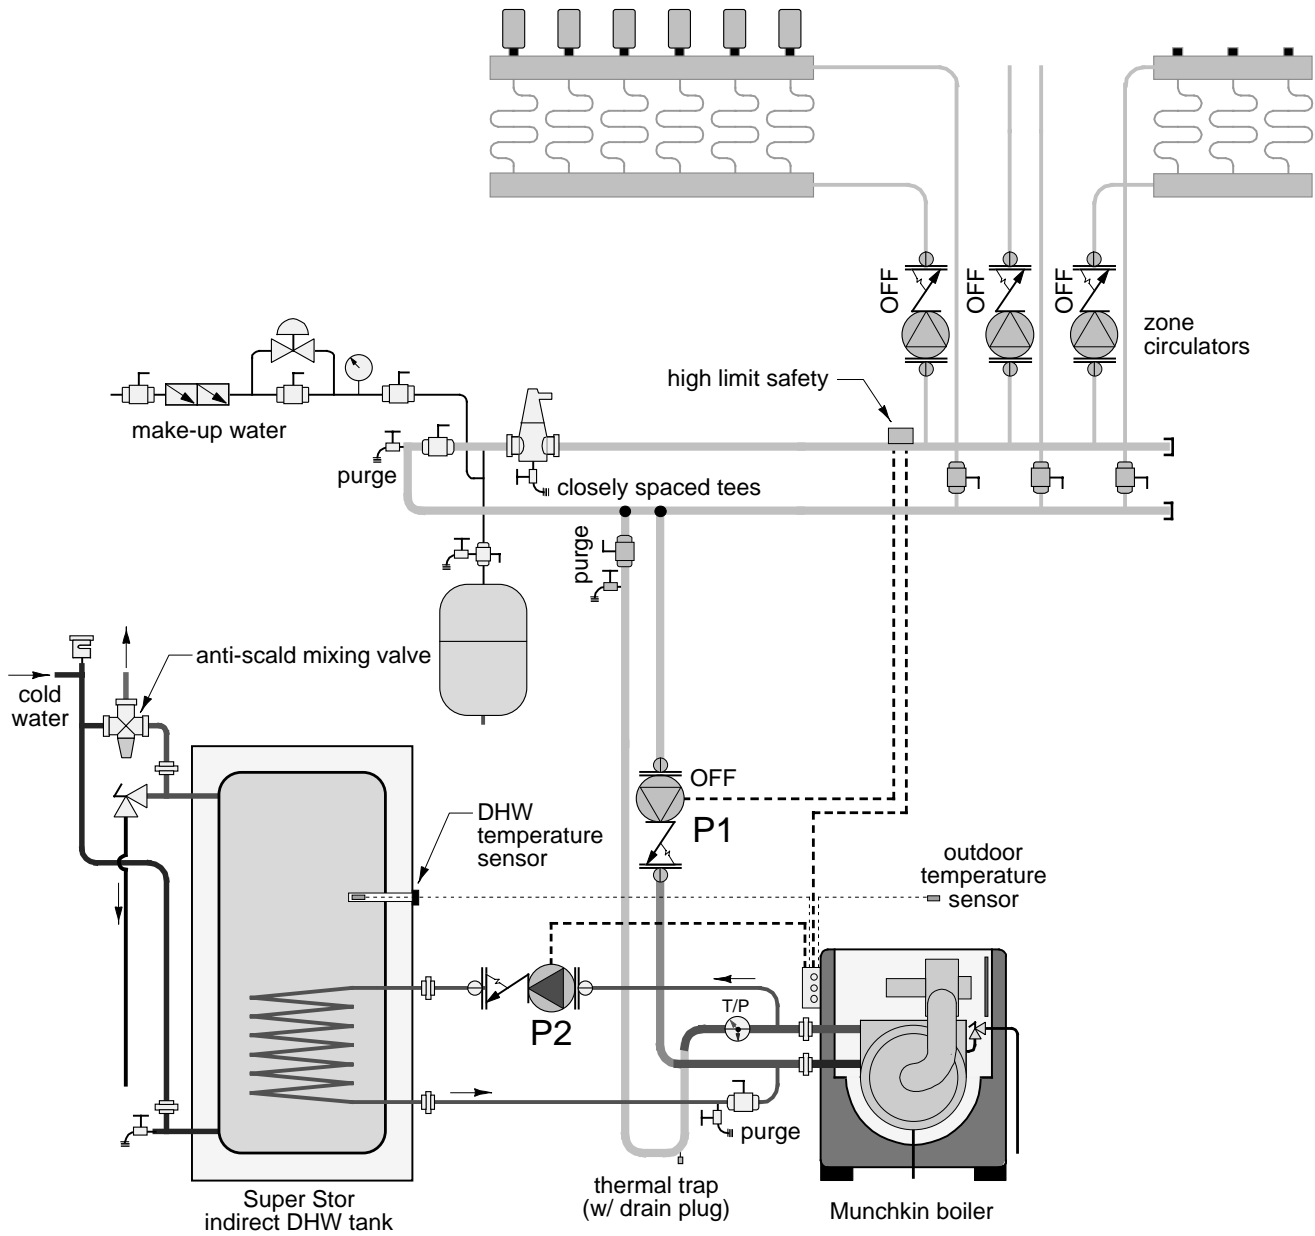 OFF
OFF
OFF
zone
circulators
high limit safety
make-up water
purge
closely spaced tees
purge
anti-scald mixing valve
cold
water
OFF
P1
DHW
temperature
sensor
outdoor
temperature
sensor
T/P
P2
purge
thermal trap
(w/ drain plug)
Super Stor
indirect DHW tank
Munchkin boiler